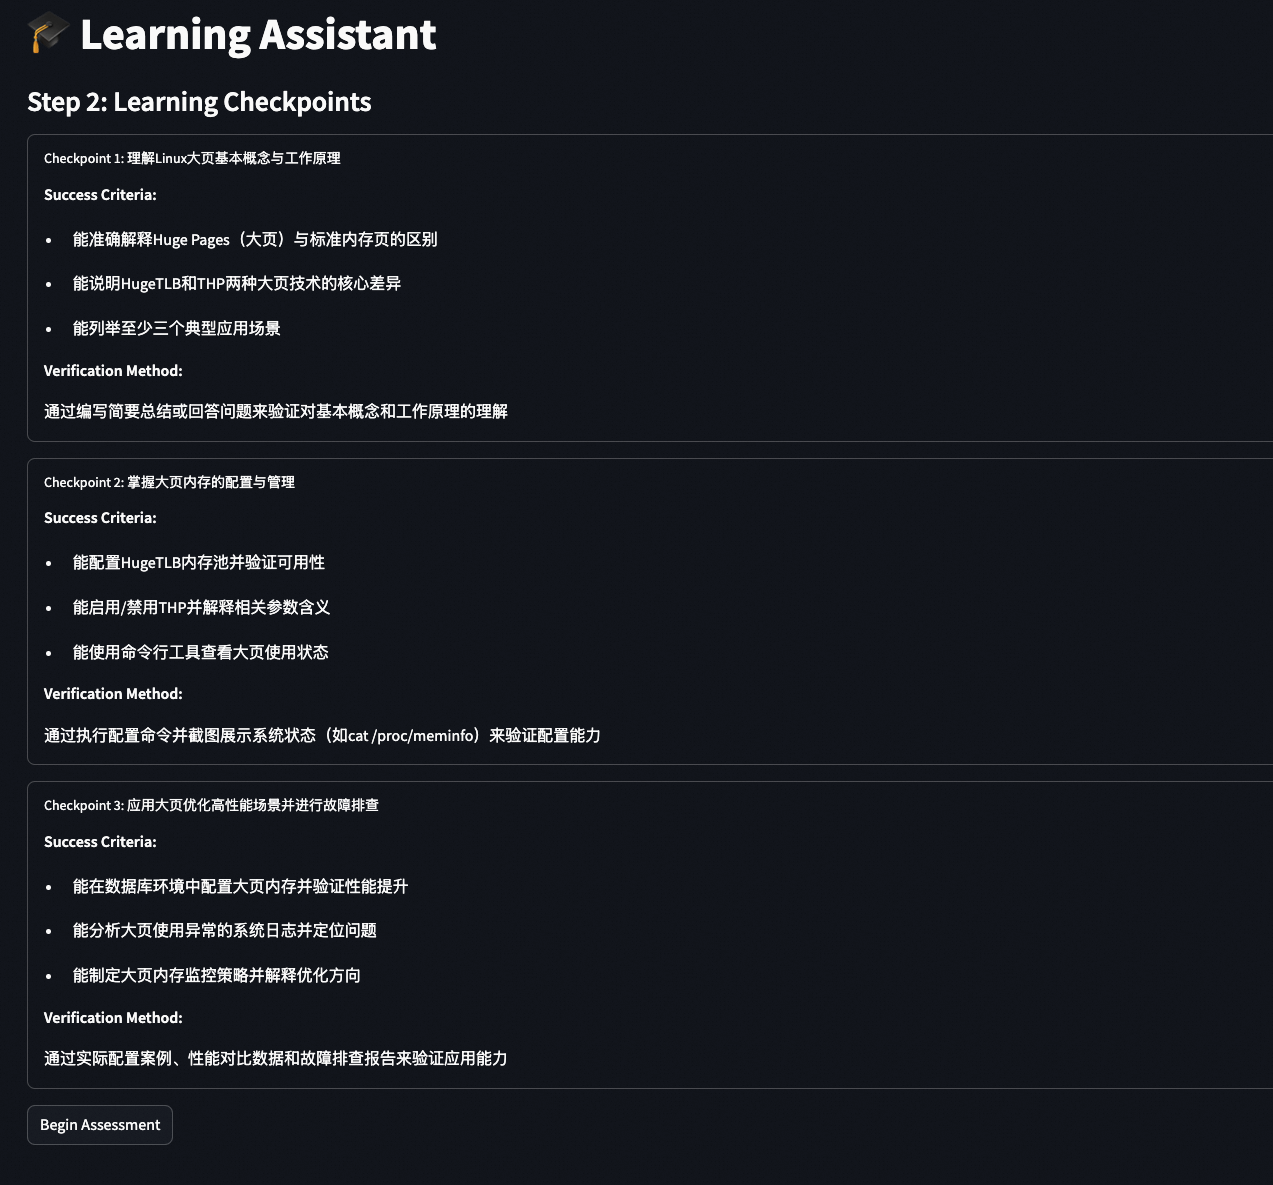 Learning Assistant
Step 2: Learning Checkpoints
Checkpoint 1: 理解Linux大页基本概念与工作原理
Success Criteria:
• 能准确解释Huge Pages（大页）与标准内存页的区别
• 能说明HugeTLB和THP两种大页技术的核心差异
• 能列举至少三个典型应用场景
Verification Method:
通过编写简要总结或回答问题来验证对基本概念和工作原理的理解
Checkpoint 2: 掌握大页内存的配置与管理
Success Criteria:
• 能配置HugeTLB内存池并验证可用性
• 能启用/禁用THP并解释相关参数含义
• 能使用命令行工具查看大页使用状态
Verification Method:
通过执行配置命令并截图展示系统状态（如cat /proc/meminfo）来验证配置能力
Checkpoint 3: 应用大页优化高性能场景并进行故障排查
Success Criteria:
• 能在数据库环境中配置大页内存并验证性能提升
• 能分析大页使用异常的系统日志并定位问题
• 能制定大页内存监控策略并解释优化方向
Verification Method:
通过实际配置案例、性能对比数据和故障排查报告来验证应用能力
Begin Assessment